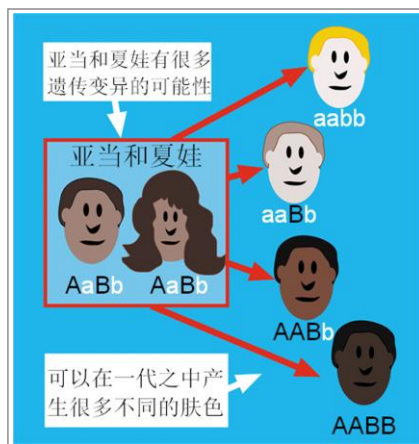 亚当和夏娃有很多
遗传变异的可能性
亚当和夏娃
AaBb AaBb
aabb
aaBb
AABb
AABB
可以在一代之中产
生很多不同的肤色